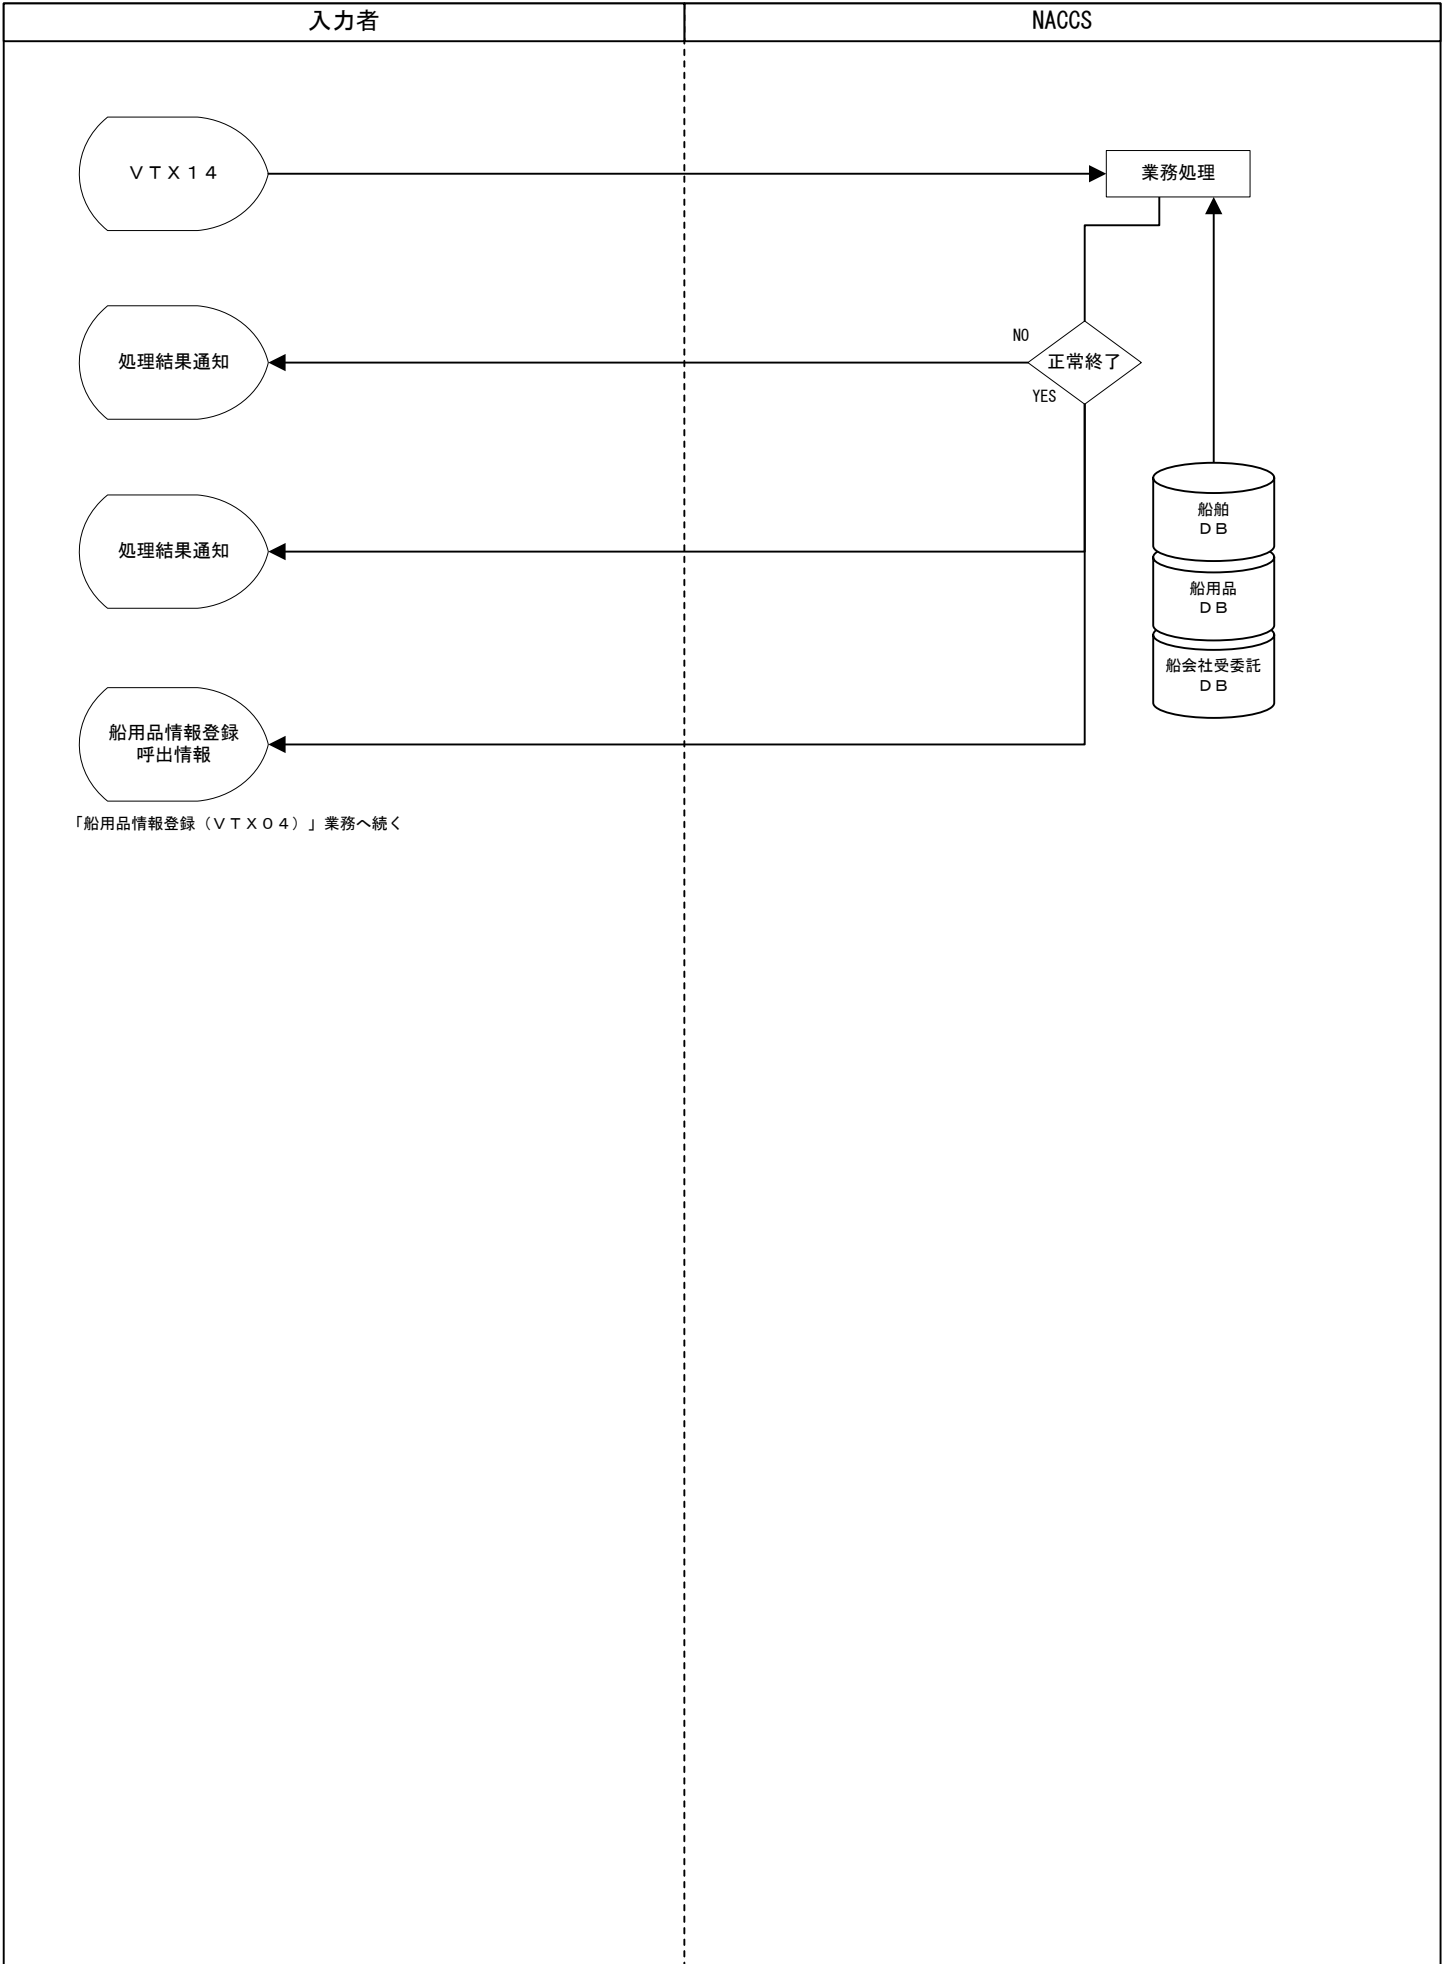 入力者
NACCS
ＶＴＸ１４
業務処理
NO
処理結果通知
正常終了
YES
処理結果通知
船舶
ＤＢ
船用品
ＤＢ
船会社受委託
ＤＢ
船用品情報登録
呼出情報
「船用品情報登録（ＶＴＸ０４）」業務へ続く